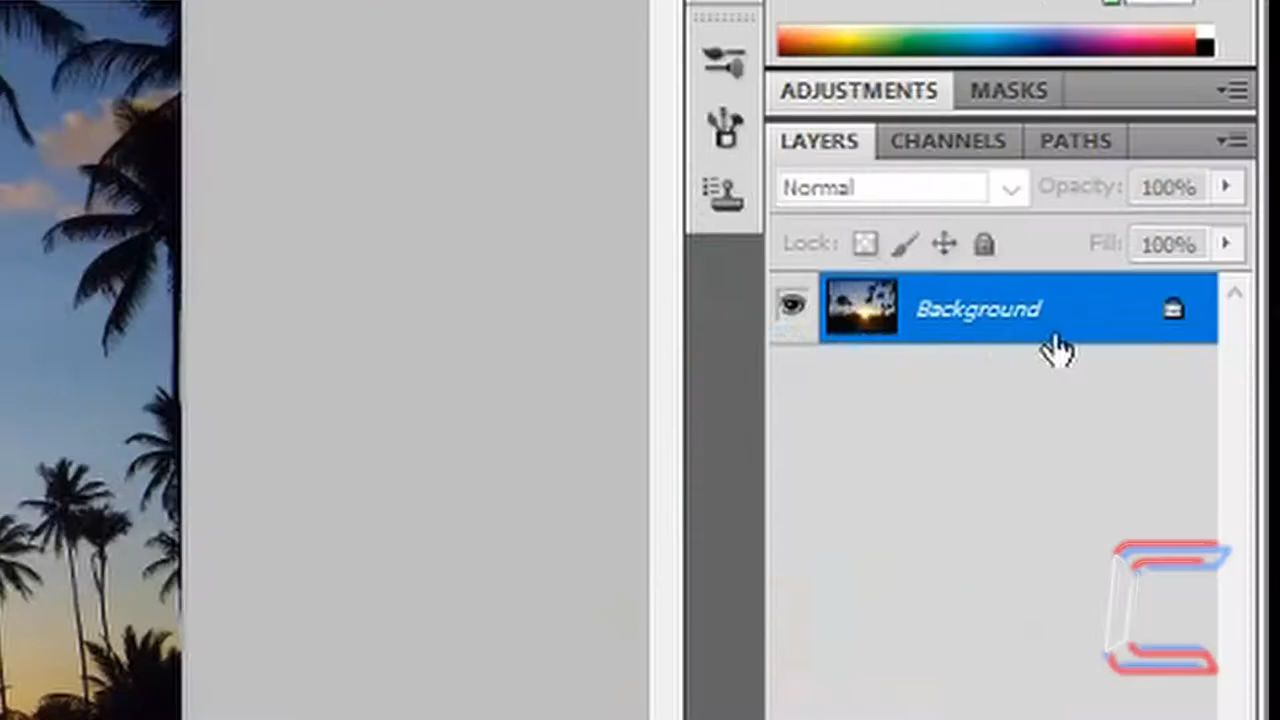 ADJUSTMENTS MASKS
LAYERS CHANNELS PATHS
Normal Opacity: 100%
Lock: Fill: 100%
Background